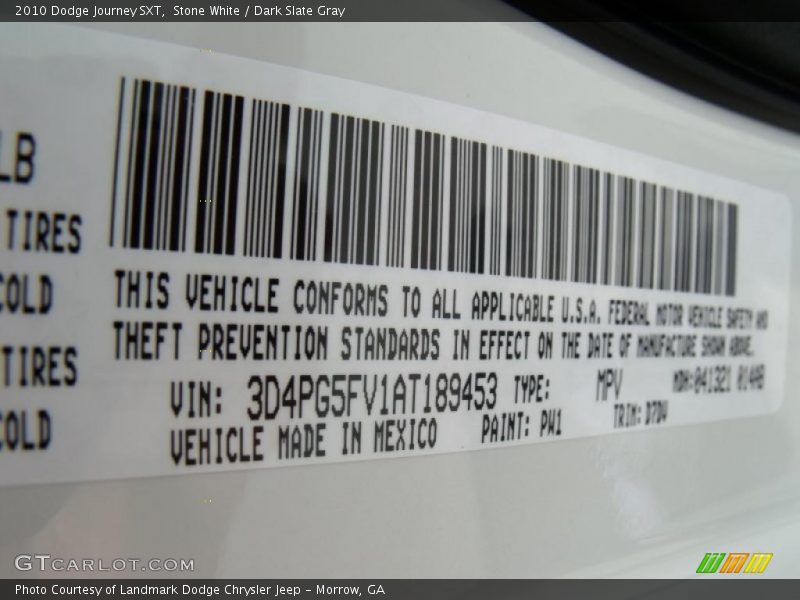 2010 Dodge Journey SXT,  Stone White / Dark Slate Gray
LB
TIRES
COLD
TIRES
COLD
THIS VEHICLE CONFORMS TO ALL APPLICABLE U.S.A. FEDERAL MOTOR VEHICLE SAFETY AND
THEFT PREVENTION STANDARDS IN EFFECT ON THE DATE OF MANUFACTURE SHOWN ABOVE.
VIN: 3D4PG5FV1AT189453 TYPE: MPV MDH:041321 014AB
VEHICLE MADE IN MEXICO PAINT: PW1 TRIM: D7DV
GTCARLOT.COM
Photo Courtesy of Landmark Dodge Chrysler Jeep – Morrow, GA